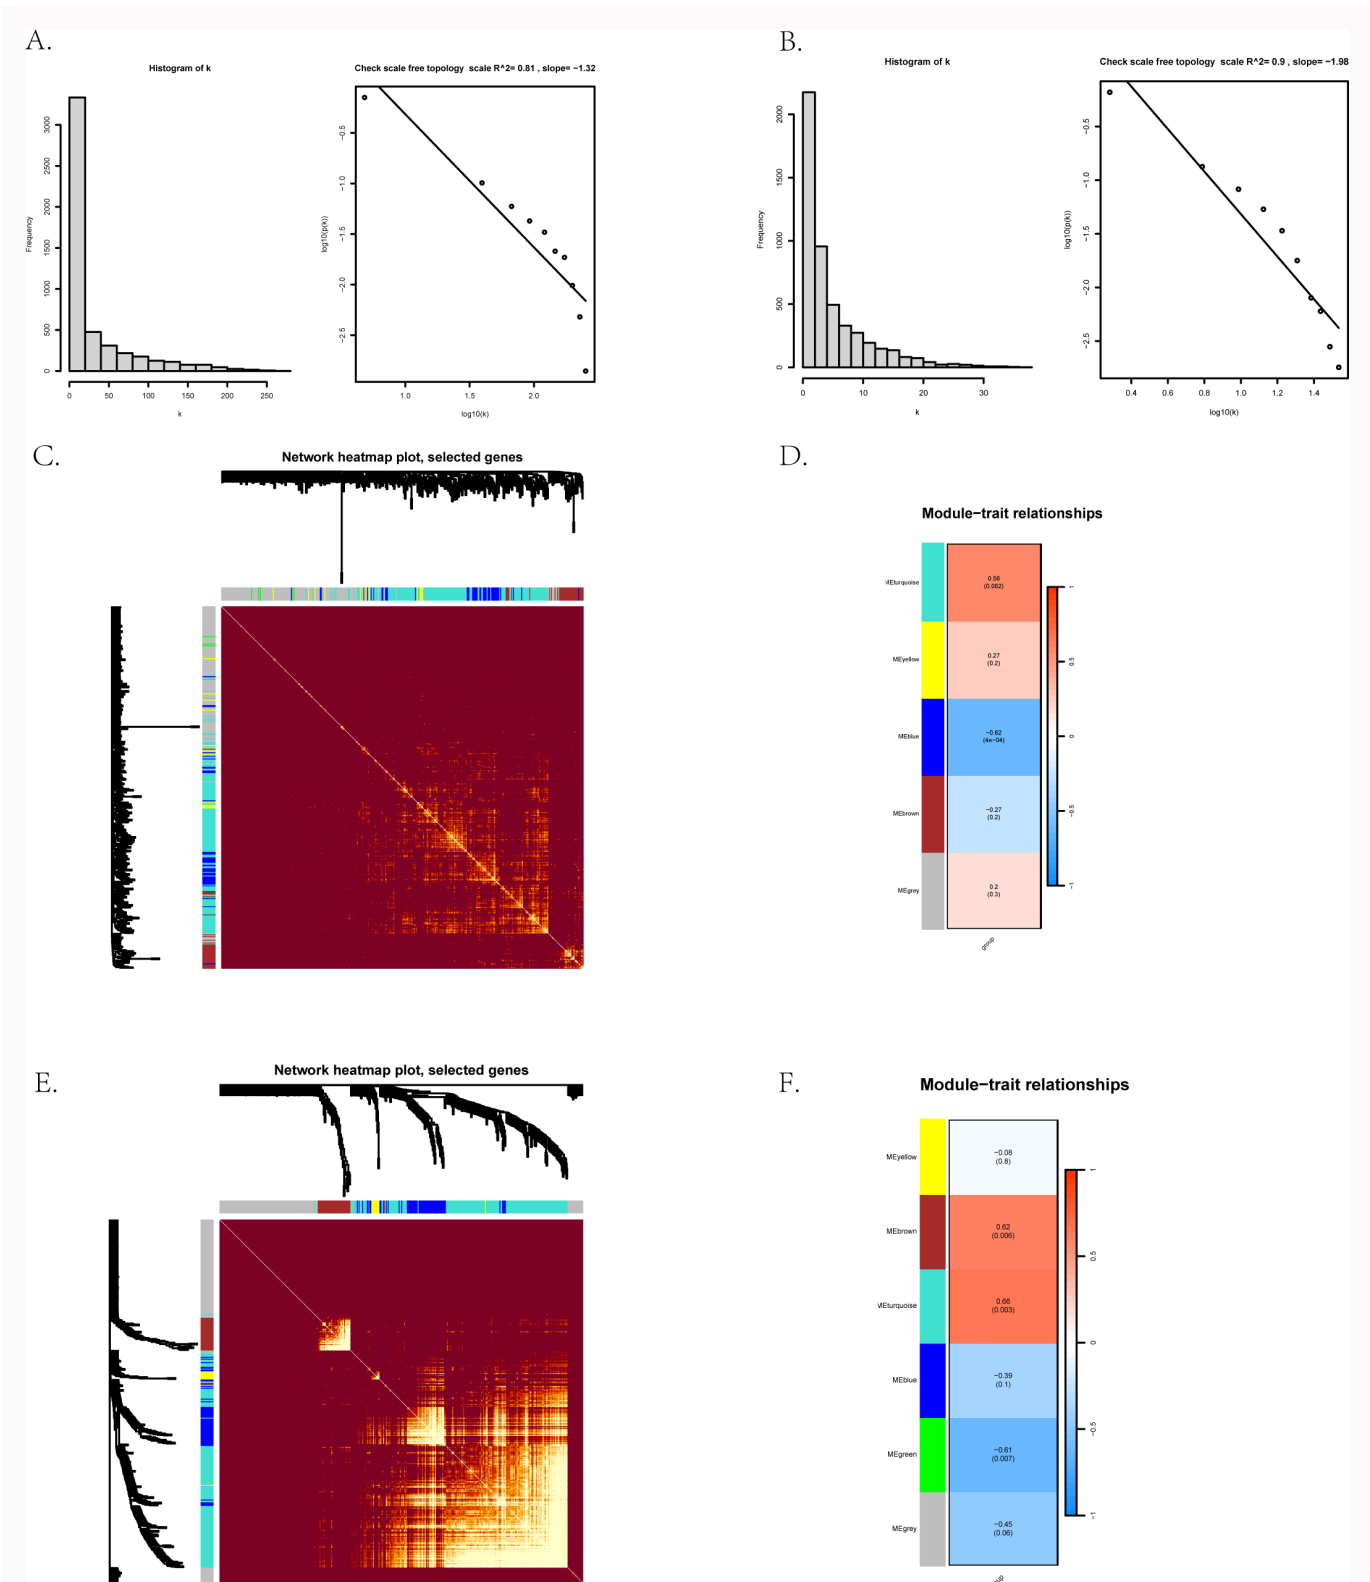 A.
Histogram of k
Frequency
0 500 1000 1500 2000 2500 3000
0 50 100 150 200 250
k
Check scale free topology scale R^2= 0.81 , slope= −1.32
log10(p(k))
−0.5
−1.0
−1.5
−2.0
−2.5
1.0 1.5 2.0
log10(k)
B.
Histogram of k
Frequency
0 500 1000 1500 2000
0 10 20 30
k
Check scale free topology scale R^2= 0.9 , slope= −1.98
log10(p(k))
−0.5
−1.0
−1.5
−2.0
−2.5
0.4 0.6 0.8 1.0 1.2 1.4
log10(k)
C.
Network heatmap plot, selected genes
D.
Module−trait relationships
MEturquoise
0.56
(0.002)
MEyellow
0.27
(0.2)
MEblue
−0.62
(4e−04)
MEbrown
−0.27
(0.2)
MEgrey
0.2
(0.3)
group
1
0.5
0
−0.5
−1
E.
Network heatmap plot, selected genes
F.
Module−trait relationships
MEyellow
−0.08
(0.8)
MEbrown
0.62
(0.006)
MEturquoise
0.66
(0.003)
MEblue
−0.39
(0.1)
MEgreen
−0.61
(0.007)
MEgrey
−0.45
(0.06)
1
0.5
0
−0.5
−1